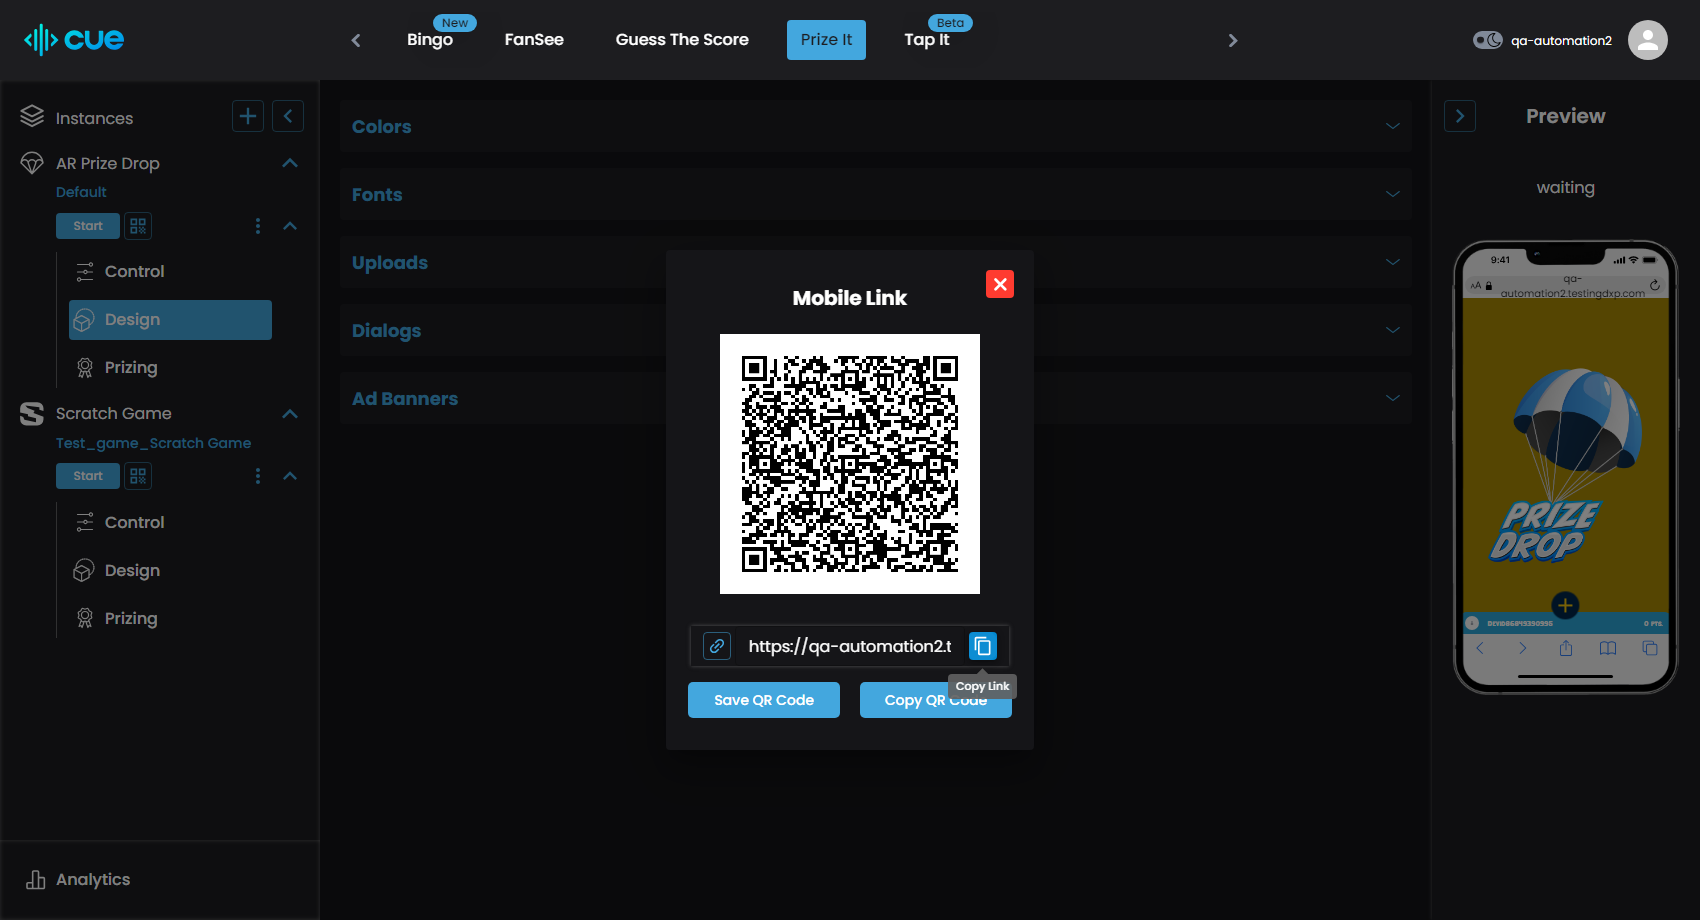 cue
New
Bingo
FanSee
Guess The Score
Prize It
Beta
Tap It
qa-automation2
Instances
AR Prize Drop
Default
Start
Control
Design
Prizing
Scratch Game
Test_game_Scratch Game
Start
Control
Design
Prizing
Analytics
Colors
Fonts
Uploads
Dialogs
Ad Banners
Mobile Link
https://qa-automation2.t
Copy Link
Save QR Code
Copy QR Code
Preview
waiting
9:41
AA
qa-
automation2.testingdxp.com
PRIZE
DROP
0 PTS.